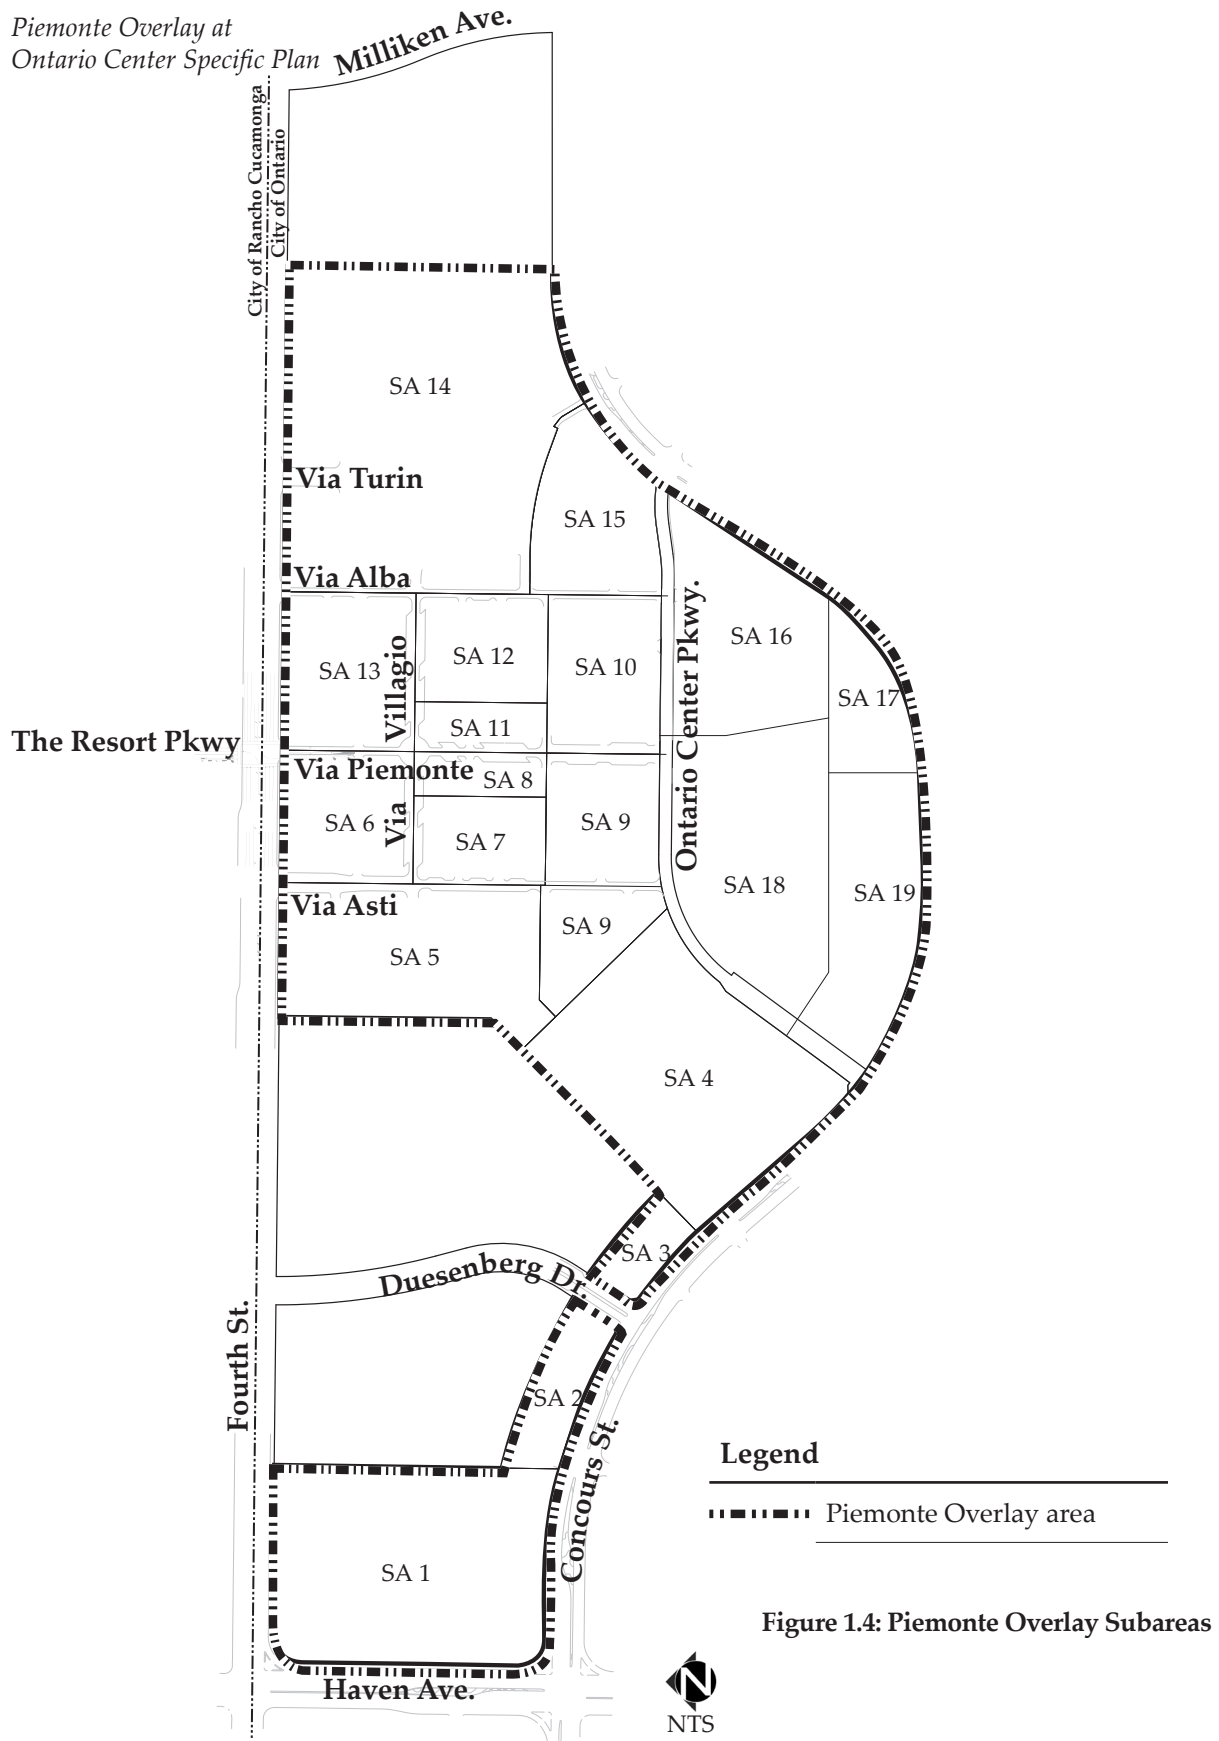 Piemonte Overlay at
Ontario Center Specific Plan
Milliken Ave.
City of Rancho Cucamonga
City of Ontario
SA 14
Via Turin
SA 15
Via Alba
SA 16
SA 13
Villagio
SA 12
SA 10
Ontario Center Pkwy.
SA 17
SA 11
The Resort Pkwy
Via Piemonte
SA 8
SA 6
Via
SA 7
SA 9
SA 18
SA 19
Via Asti
SA 9
SA 5
SA 4
SA 3
Duesenberg Dr.
Fourth St.
SA 2
Concours St.
Legend
Piemonte Overlay area
SA 1
Figure 1.4: Piemonte Overlay Subareas
Haven Ave.
N
NTS